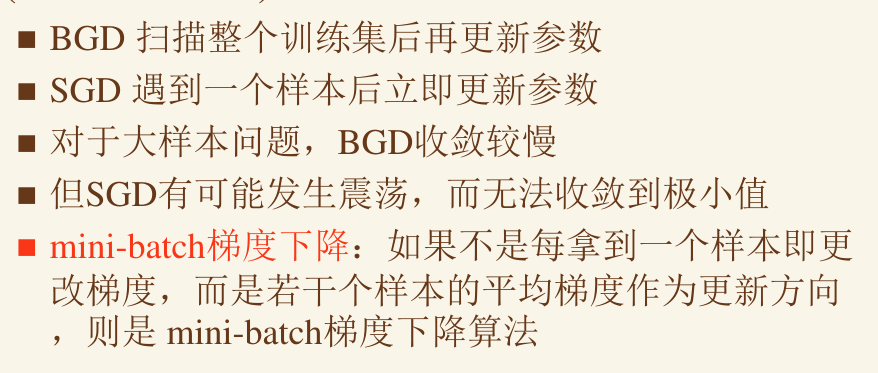 ■ BGD 扫描整个训练集后再更新参数
■ SGD 遇到一个样本后立即更新参数
■ 对于大样本问题，BGD收敛较慢
■ 但SGD有可能发生震荡，而无法收敛到极小值
■ mini-batch梯度下降：如果不是每拿到一个样本即更
改梯度，而是若干个样本的平均梯度作为更新方向
，则是 mini-batch梯度下降算法